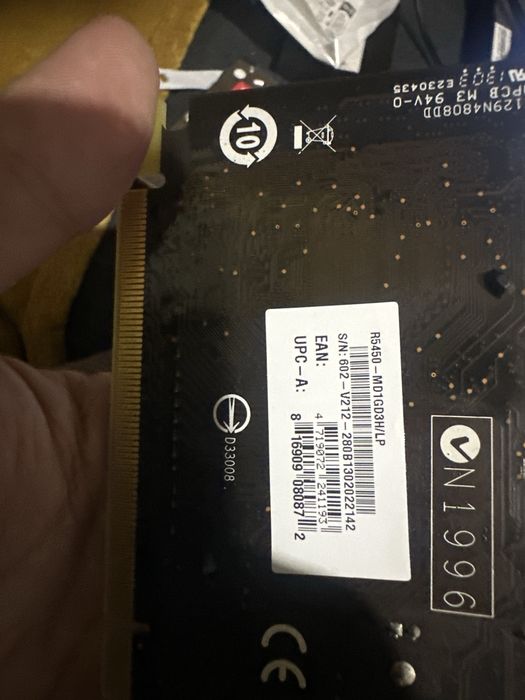 1303
E230435
PCB M3 94V-0
129N4808DD
10
R5450-MD1GD3H/LP
S/N: 602-V212-280B1302022142
EAN:
4 719072 241193
UPC-A:
8 16909 08087 2
D33008
N1996
CE